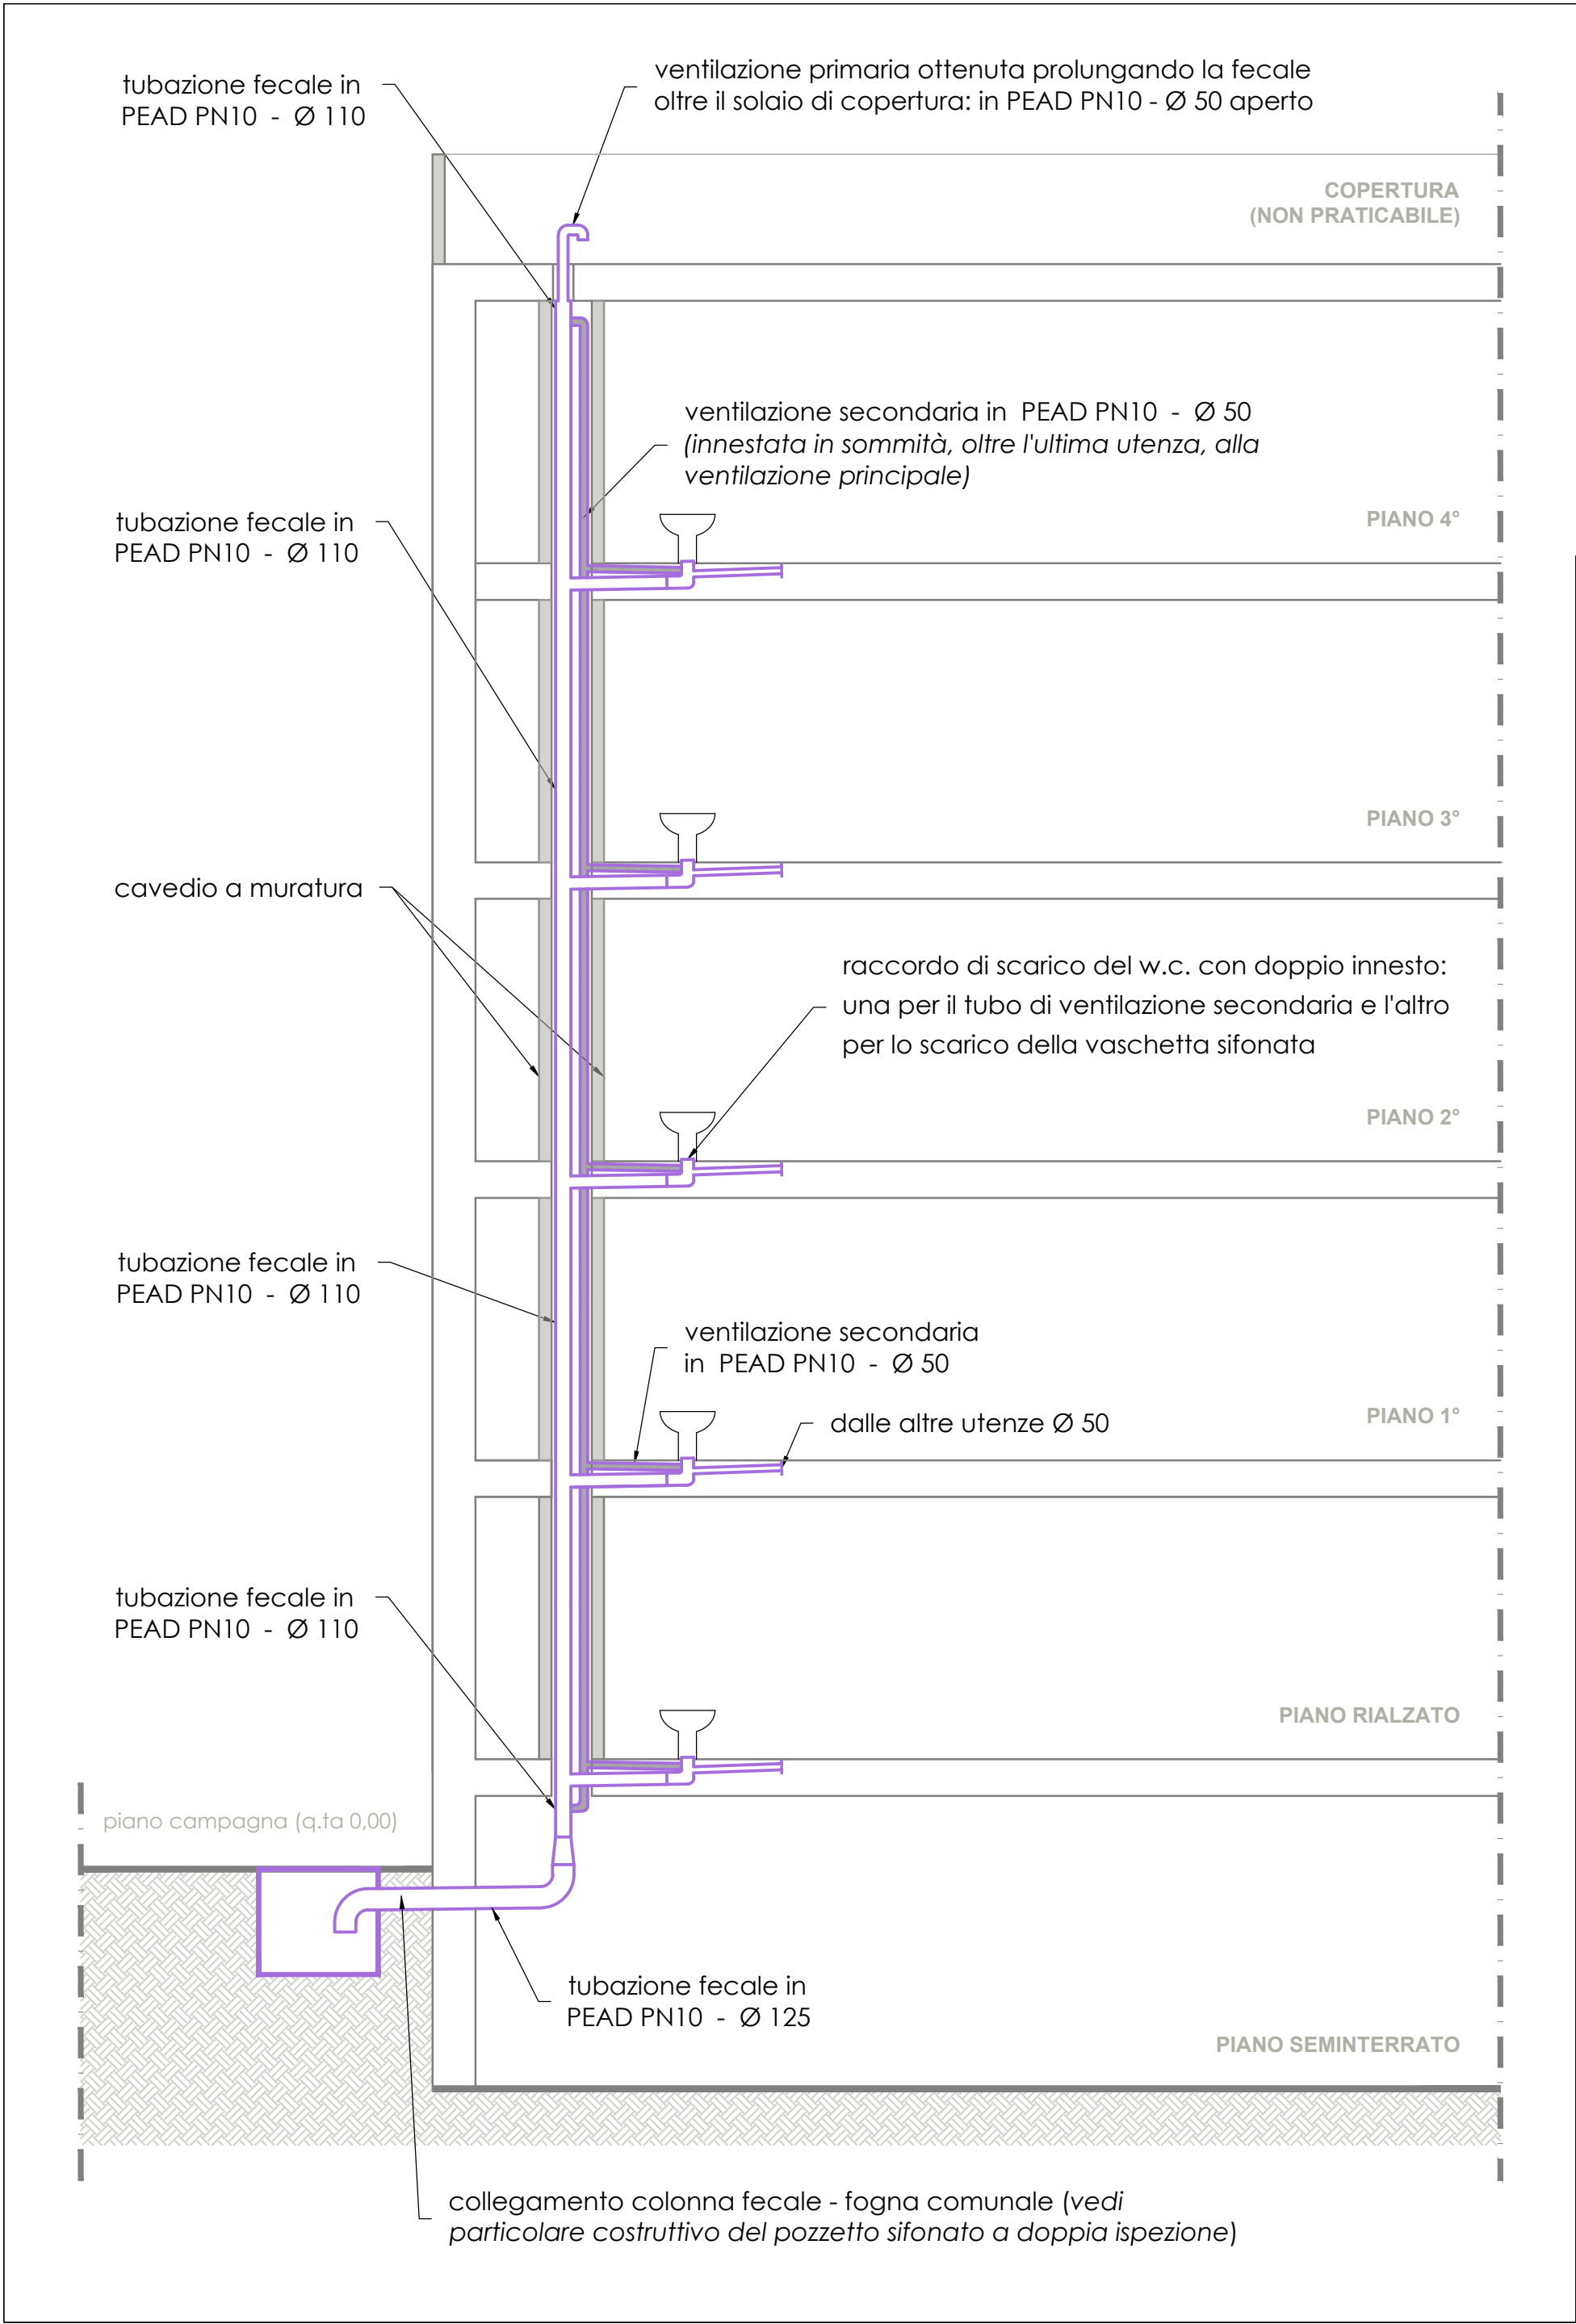 tubazione fecale in
PEAD PN10 - Ø 110
ventilazione primaria ottenuta prolungando la fecale
oltre il solaio di copertura: in PEAD PN10 - Ø 50 aperto
COPERTURA
(NON PRATICABILE)
ventilazione secondaria in PEAD PN10 - Ø 50
(innestata in sommità, oltre l'ultima utenza, alla
ventilazione principale)
tubazione fecale in
PEAD PN10 - Ø 110
PIANO 4°
PIANO 3°
cavedio a muratura
raccordo di scarico del w.c. con doppio innesto:
una per il tubo di ventilazione secondaria e l'altro
per lo scarico della vaschetta sifonata
PIANO 2°
tubazione fecale in
PEAD PN10 - Ø 110
ventilazione secondaria
in PEAD PN10 - Ø 50
dalle altre utenze Ø 50
PIANO 1°
tubazione fecale in
PEAD PN10 - Ø 110
PIANO RIALZATO
piano campagna (q.ta 0,00)
tubazione fecale in
PEAD PN10 - Ø 125
PIANO SEMINTERRATO
collegamento colonna fecale - fogna comunale (vedi
particolare costruttivo del pozzetto sifonato a doppia ispezione)